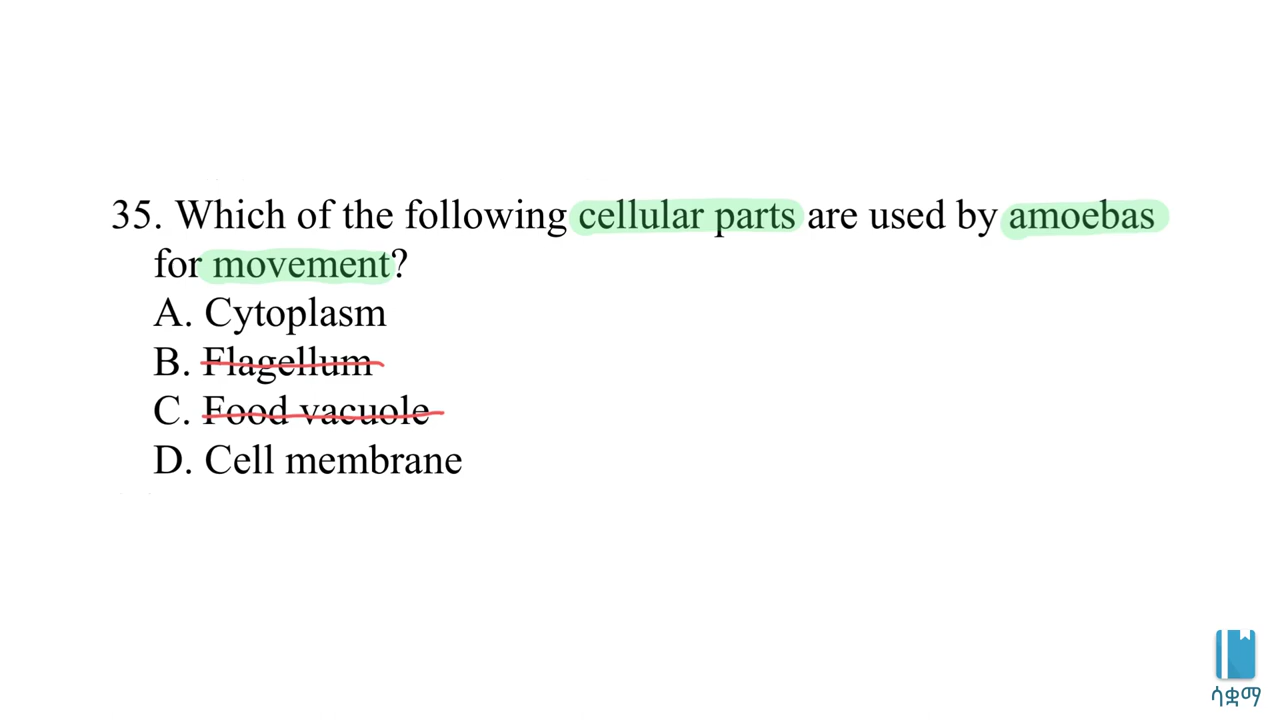 35. Which of the following cellular parts are used by amoebas
for movement?
A. Cytoplasm
B. Flagellum
C. Food vacuole
D. Cell membrane
ሳቋማ